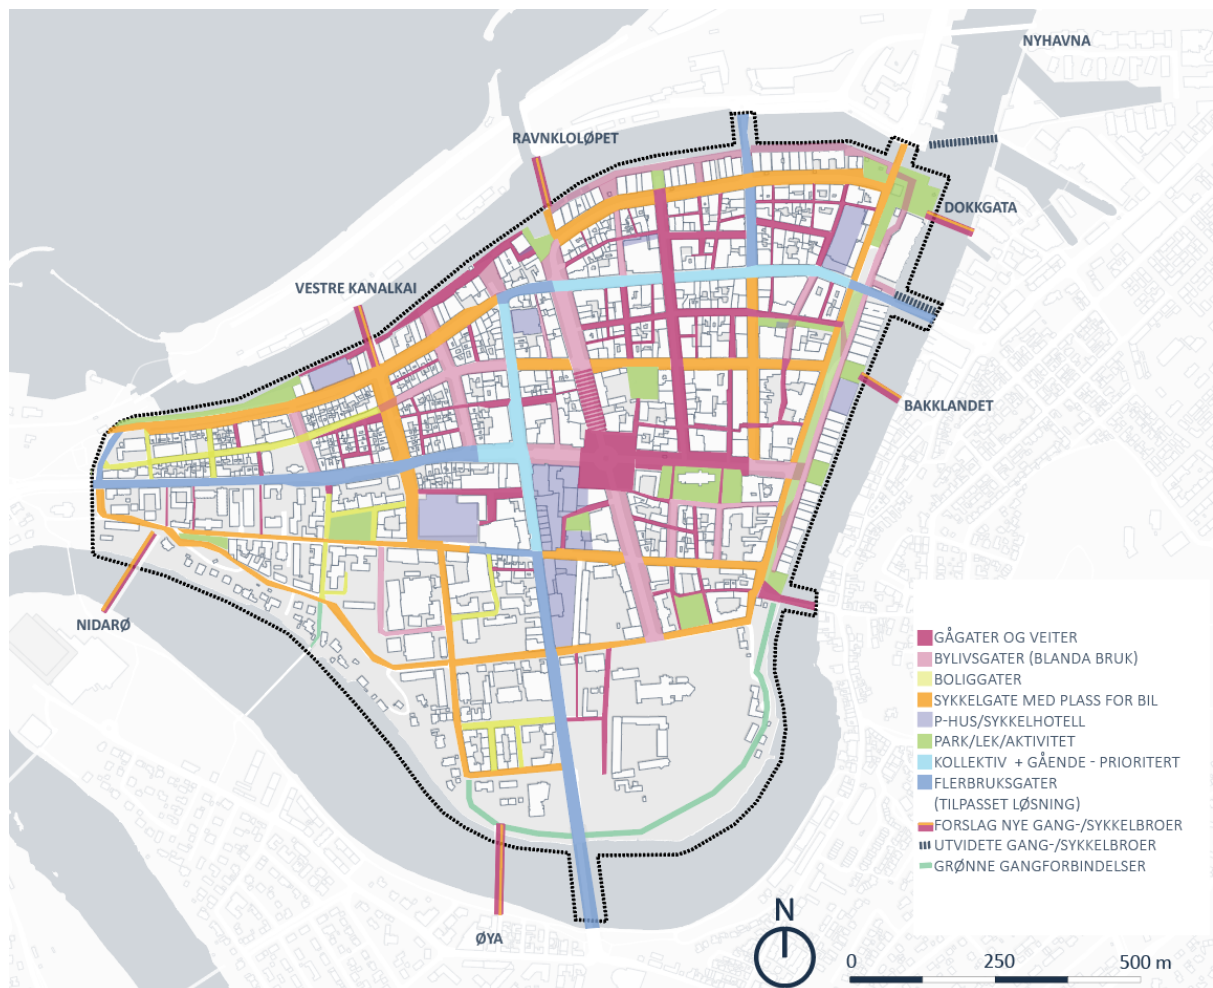 NYHAVNA
RAVNKLOLØPET
DOKKGATA
VESTRE KANALKAI
BAKKLANDET
NIDARØ
ØYA
GÅGATER OG VEITER
BYLIVSGATER (BLANDA BRUK)
BOLIGGATER
SYKKELGATE MED PLASS FOR BIL
P-HUS/SYKKELHOTELL
PARK/LEK/AKTIVITET
KOLLEKTIV + GÅENDE - PRIORITERT
FLERBRUKSGATER
(TILPASSET LØSNING)
FORSLAG NYE GANG-/SYKKELBROER
UTVIDETE GANG-/SYKKELBROER
GRØNNE GANGFORBINDELSER
N
0 250 500 m